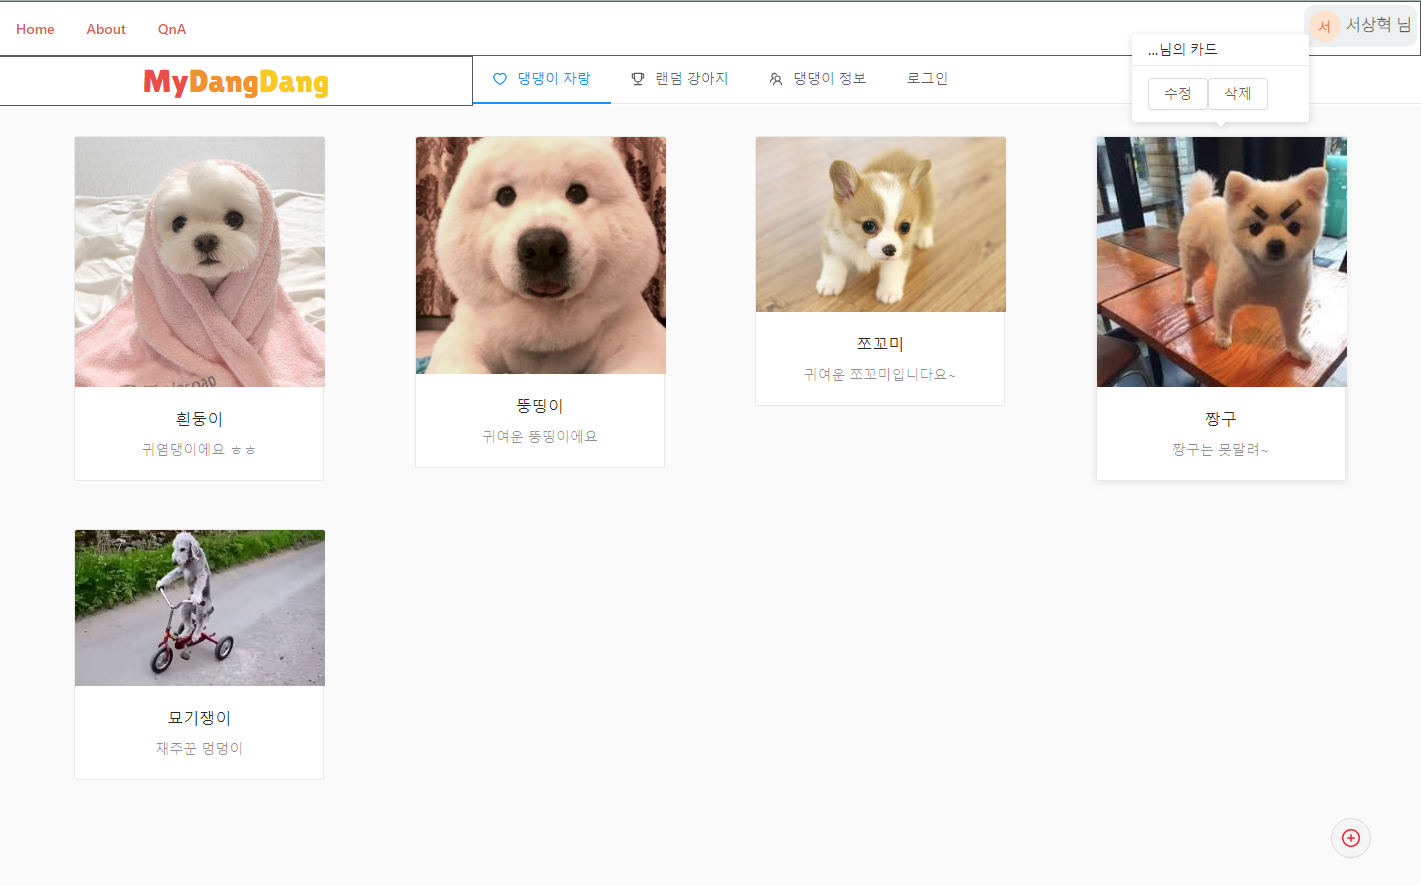 Home About QnA
서 서상혁 님
...님의 카드
수정 삭제
MyDangDang
댕댕이 자랑 랜덤 강아지 댕댕이 정보 로그인
흰둥이
귀염댕이에요 ㅎㅎ
뚱띵이
귀여운 뚱띵이에요
쪼꼬미
귀여운 쪼꼬미입니다요~
짱구
짱구는 못말려~
묘기쟁이
재주꾼 멍멍이